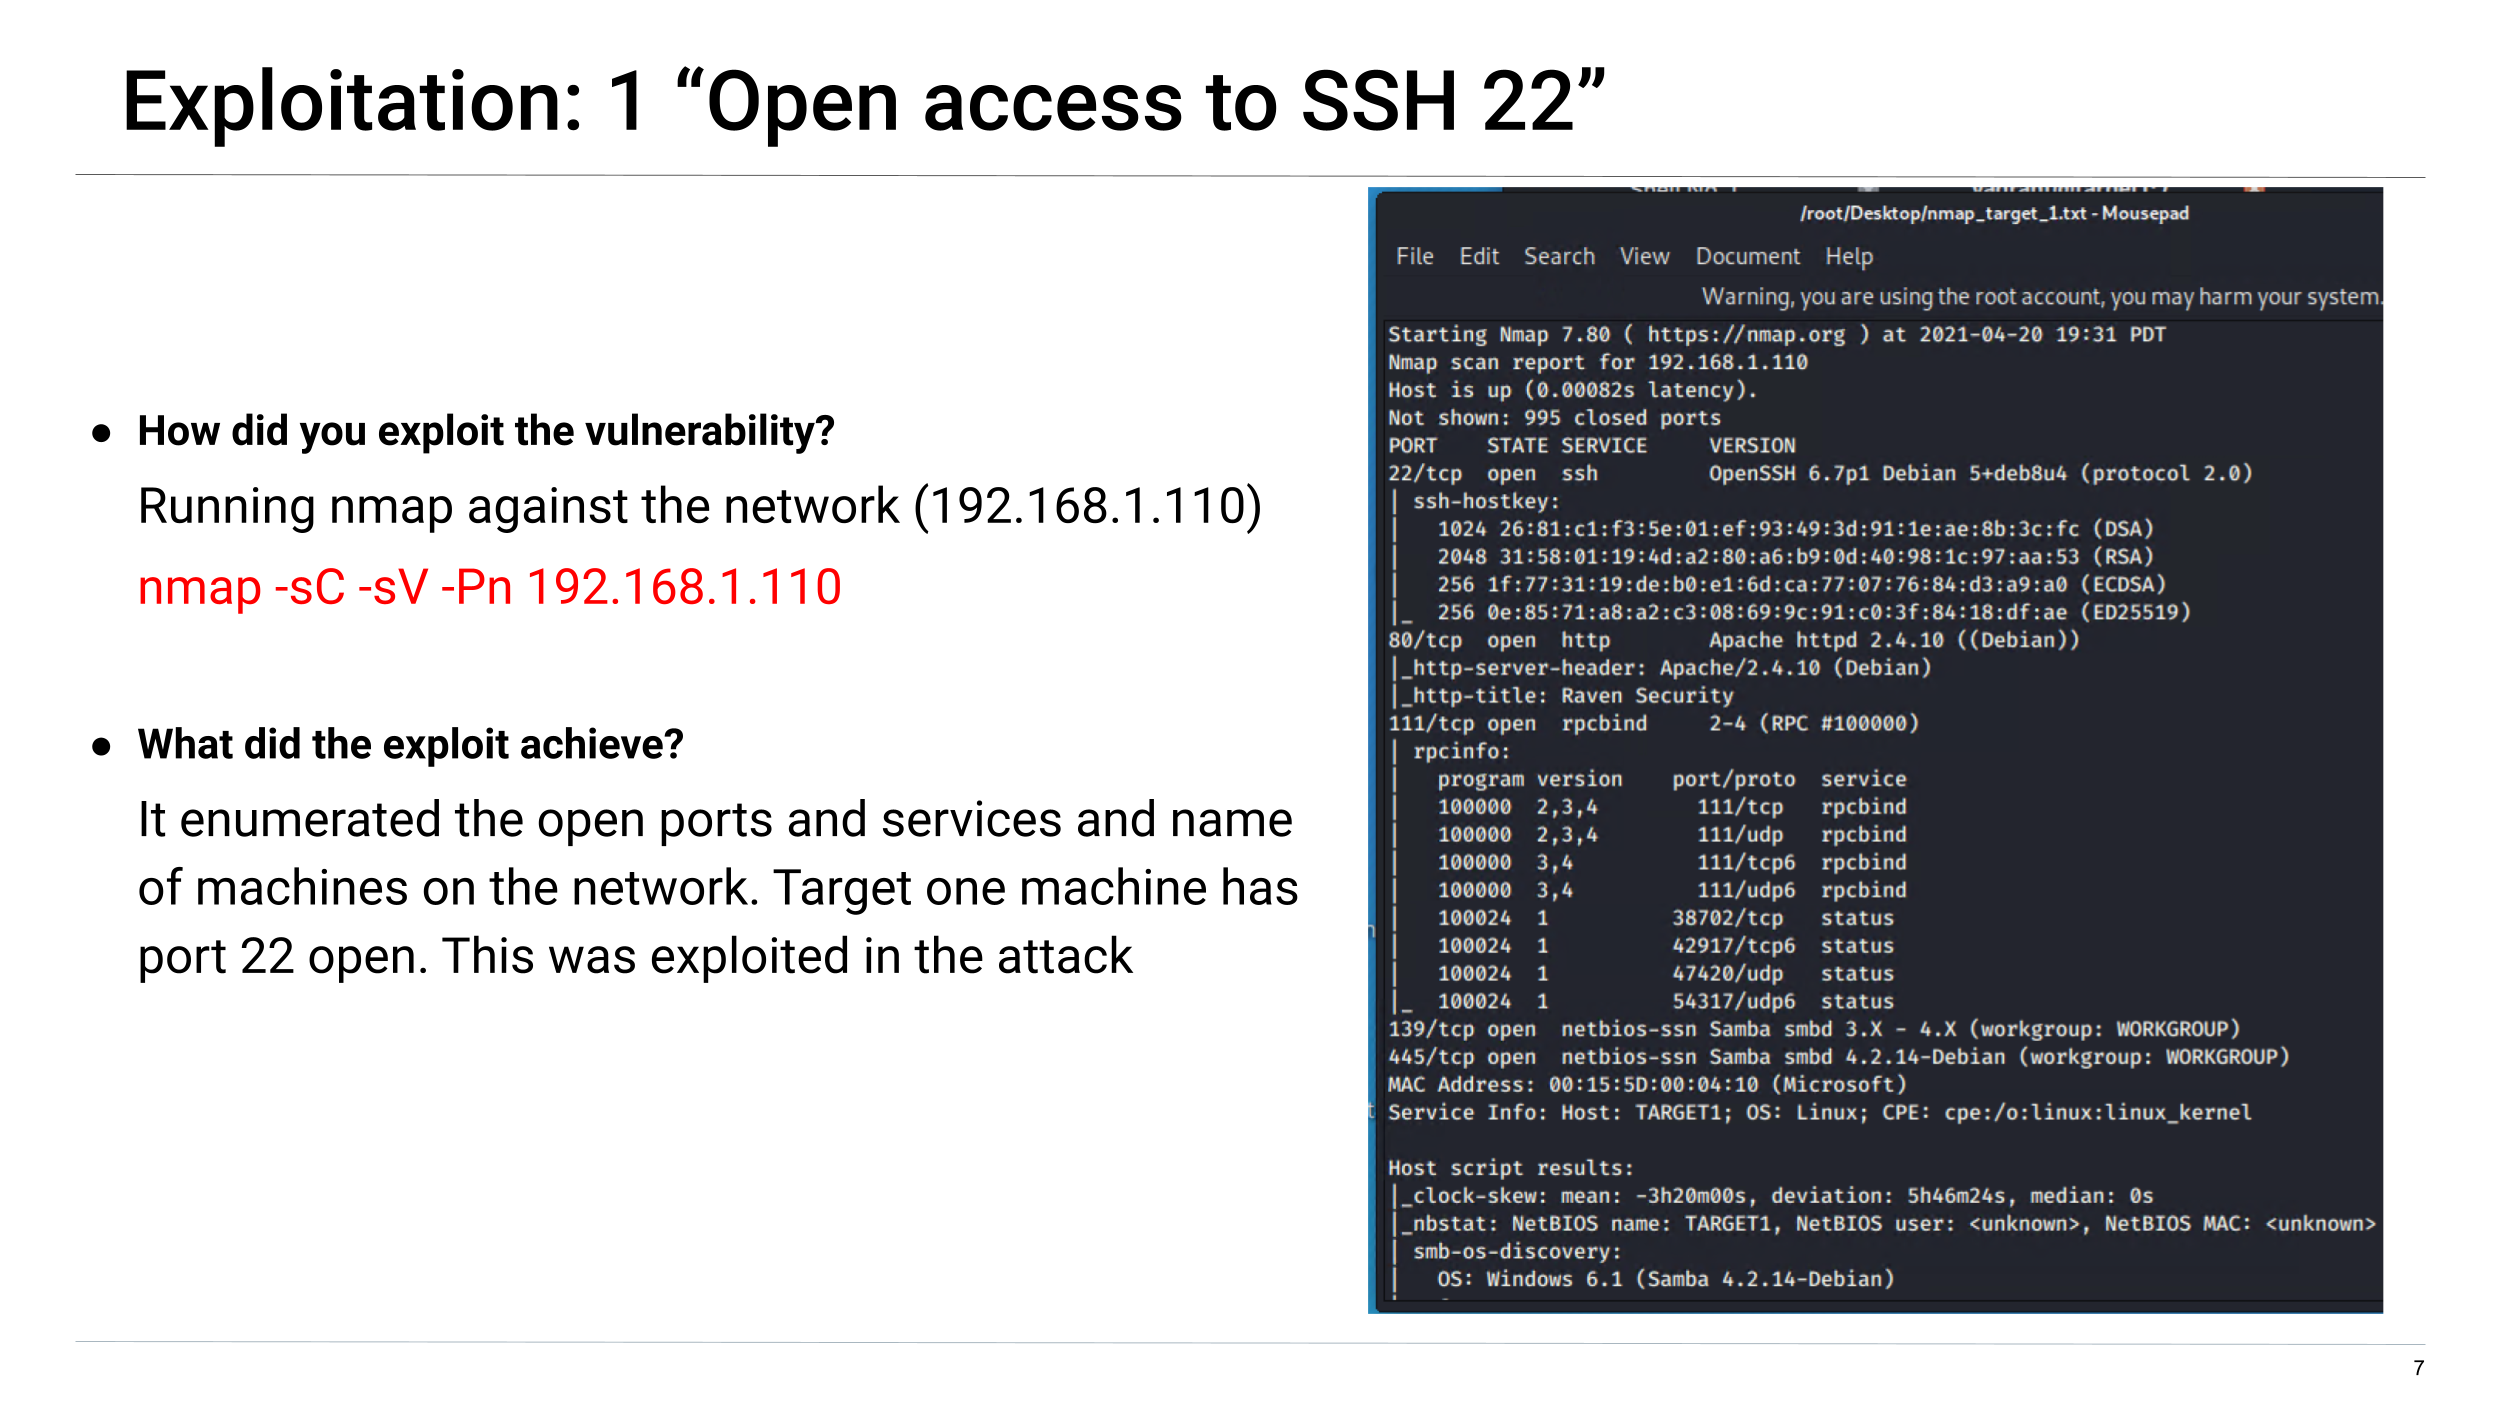 Exploitation: 1 “Open access to SSH 22”
● How did you exploit the vulnerability?
Running nmap against the network (192.168.1.110)
nmap -sC -sV -Pn 192.168.1.110
● What did the exploit achieve?
It enumerated the open ports and services and name
of machines on the network. Target one machine has
port 22 open. This was exploited in the attack
/root/Desktop/nmap_target_1.txt - Mousepad
File Edit Search View Document Help
Warning, you are using the root account, you may harm your system.
Starting Nmap 7.80 ( https://nmap.org ) at 2021-04-20 19:31 PDT
Nmap scan report for 192.168.1.110
Host is up (0.00082s latency).
Not shown: 995 closed ports
PORT    STATE SERVICE     VERSION
22/tcp  open  ssh         OpenSSH 6.7p1 Debian 5+deb8u4 (protocol 2.0)
| ssh-hostkey:
|   1024 26:81:c1:f3:5e:01:ef:93:49:3d:91:1e:ae:8b:3c:fc (DSA)
|   2048 31:58:01:19:4d:a2:80:a6:b9:0d:40:98:1c:97:aa:53 (RSA)
|   256 1f:77:31:19:de:b0:e1:6d:ca:77:07:76:84:d3:a9:a0 (ECDSA)
|_  256 0e:85:71:a8:a2:c3:08:69:9c:91:c0:3f:84:18:df:ae (ED25519)
80/tcp  open  http        Apache httpd 2.4.10 ((Debian))
|_http-server-header: Apache/2.4.10 (Debian)
|_http-title: Raven Security
111/tcp open  rpcbind     2-4 (RPC #100000)
| rpcinfo:
|   program version    port/proto  service
|   100000  2,3,4        111/tcp   rpcbind
|   100000  2,3,4        111/udp   rpcbind
|   100000  3,4          111/tcp6  rpcbind
|   100000  3,4          111/udp6  rpcbind
|   100024  1          38702/tcp   status
|   100024  1          42917/tcp6  status
|   100024  1          47420/udp   status
|_  100024  1          54317/udp6  status
139/tcp open  netbios-ssn Samba smbd 3.X - 4.X (workgroup: WORKGROUP)
445/tcp open  netbios-ssn Samba smbd 4.2.14-Debian (workgroup: WORKGROUP)
MAC Address: 00:15:5D:00:04:10 (Microsoft)
Service Info: Host: TARGET1; OS: Linux; CPE: cpe:/o:linux:linux_kernel
Host script results:
|_clock-skew: mean: -3h20m00s, deviation: 5h46m24s, median: 0s
|_nbstat: NetBIOS name: TARGET1, NetBIOS user: <unknown>, NetBIOS MAC: <unknown>
| smb-os-discovery:
|   OS: Windows 6.1 (Samba 4.2.14-Debian)
7